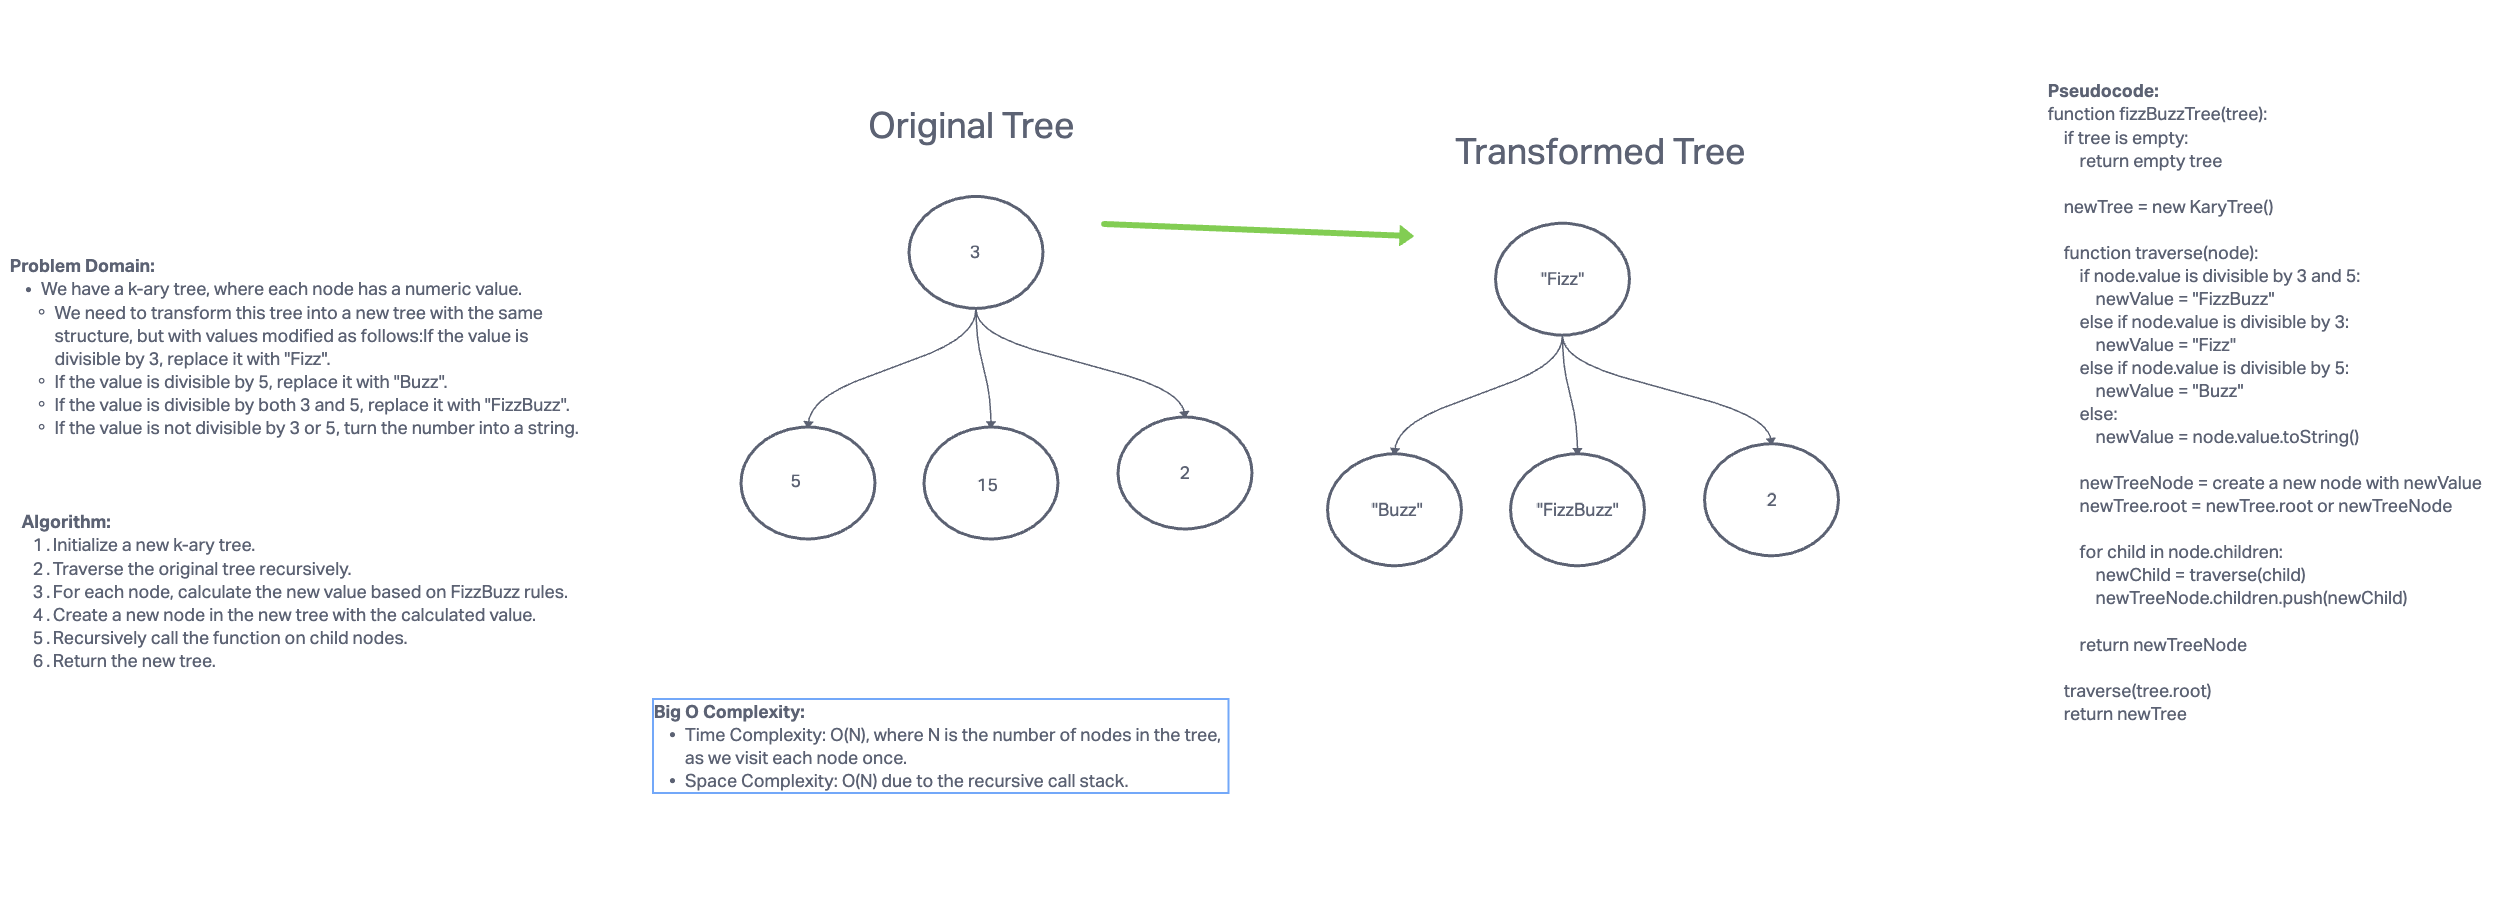 Problem Domain:
• We have a k-ary tree, where each node has a numeric value.
◦ We need to transform this tree into a new tree with the same
structure, but with values modified as follows:If the value is
divisible by 3, replace it with "Fizz".
◦ If the value is divisible by 5, replace it with "Buzz".
◦ If the value is divisible by both 3 and 5, replace it with "FizzBuzz".
◦ If the value is not divisible by 3 or 5, turn the number into a string.
Algorithm:
1. Initialize a new k-ary tree.
2. Traverse the original tree recursively.
3. For each node, calculate the new value based on FizzBuzz rules.
4. Create a new node in the new tree with the calculated value.
5. Recursively call the function on child nodes.
6. Return the new tree.
Original Tree
3
5
15
2
Transformed Tree
"Fizz"
"Buzz"
"FizzBuzz"
2
Big O Complexity:
• Time Complexity: O(N), where N is the number of nodes in the tree,
as we visit each node once.
• Space Complexity: O(N) due to the recursive call stack.
Pseudocode:
function fizzBuzzTree(tree):
if tree is empty:
return empty tree
newTree = new KaryTree()
function traverse(node):
if node.value is divisible by 3 and 5:
newValue = "FizzBuzz"
else if node.value is divisible by 3:
newValue = "Fizz"
else if node.value is divisible by 5:
newValue = "Buzz"
else:
newValue = node.value.toString()
newTreeNode = create a new node with newValue
newTree.root = newTree.root or newTreeNode
for child in node.children:
newChild = traverse(child)
newTreeNode.children.push(newChild)
return newTreeNode
traverse(tree.root)
return newTree